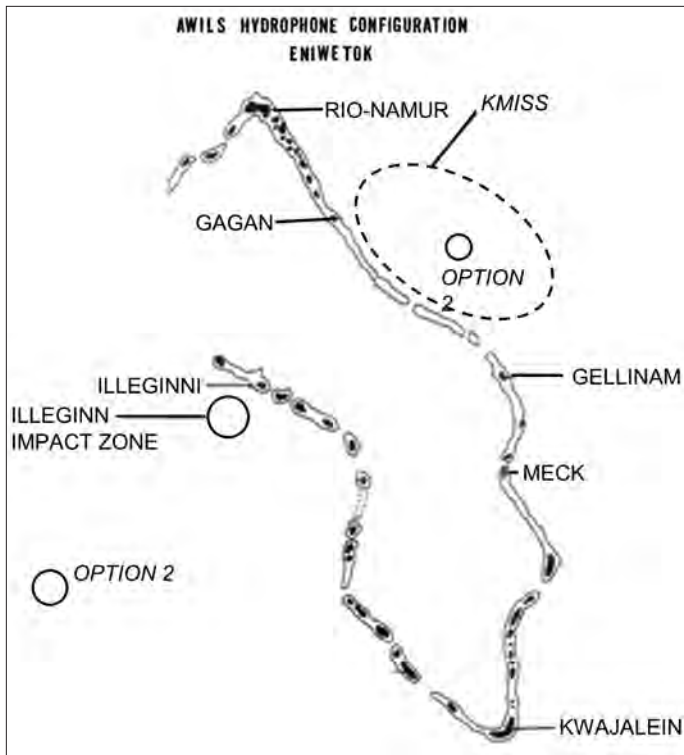 AWILS HYDROPHONE CONFIGURATION
ENIWETOK
RIO-NAMUR
KMISS
GAGAN
OPTION
2
ILLEGINNI
GELLINAM
ILLEGINN
IMPACT ZONE
MECK
OPTION 2
KWAJALEIN